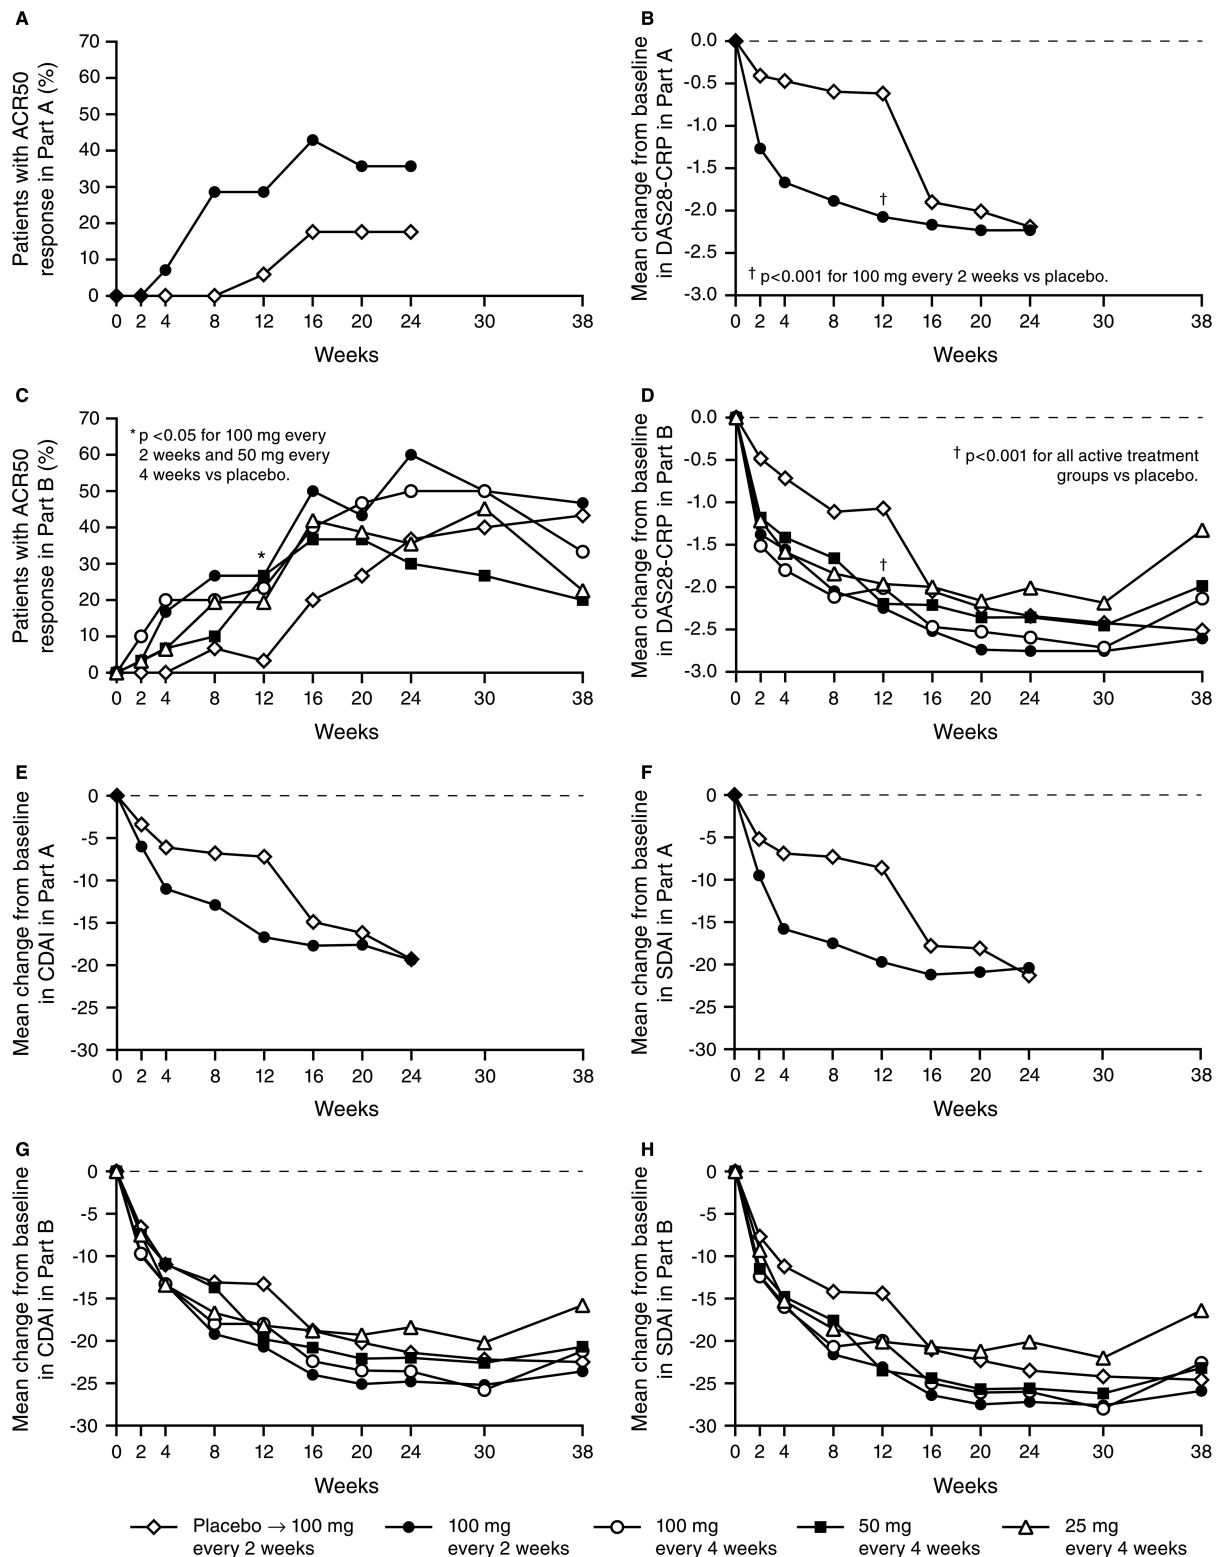 A
Patients with ACR50
response in Part A (%)
70
60
50
40
30
20
10
0
0 2 4 8 12 16 20 24 30 38
Weeks
B
Mean change from baseline
in DAS28-CRP in Part A
0.0
-0.5
-1.0
-1.5
-2.0
-2.5
-3.0
†
† p<0.001 for 100 mg every 2 weeks vs placebo.
0 2 4 8 12 16 20 24 30 38
Weeks
C
Patients with ACR50
response in Part B (%)
70
60
50
40
30
20
10
0
* p <0.05 for 100 mg every
2 weeks and 50 mg every
4 weeks vs placebo.
*
0 2 4 8 12 16 20 24 30 38
Weeks
D
Mean change from baseline
in DAS28-CRP in Part B
0.0
-0.5
-1.0
-1.5
-2.0
-2.5
-3.0
† p<0.001 for all active treatment
groups vs placebo.
†
0 2 4 8 12 16 20 24 30 38
Weeks
E
Mean change from baseline
in CDAI in Part A
0
-5
-10
-15
-20
-25
-30
0 2 4 8 12 16 20 24 30 38
Weeks
F
Mean change from baseline
in SDAI in Part A
0
-5
-10
-15
-20
-25
-30
0 2 4 8 12 16 20 24 30 38
Weeks
G
Mean change from baseline
in CDAI in Part B
0
-5
-10
-15
-20
-25
-30
0 2 4 8 12 16 20 24 30 38
Weeks
H
Mean change from baseline
in SDAI in Part B
0
-5
-10
-15
-20
-25
-30
0 2 4 8 12 16 20 24 30 38
Weeks
Placebo → 100 mg
every 2 weeks
100 mg
every 2 weeks
100 mg
every 4 weeks
50 mg
every 4 weeks
25 mg
every 4 weeks